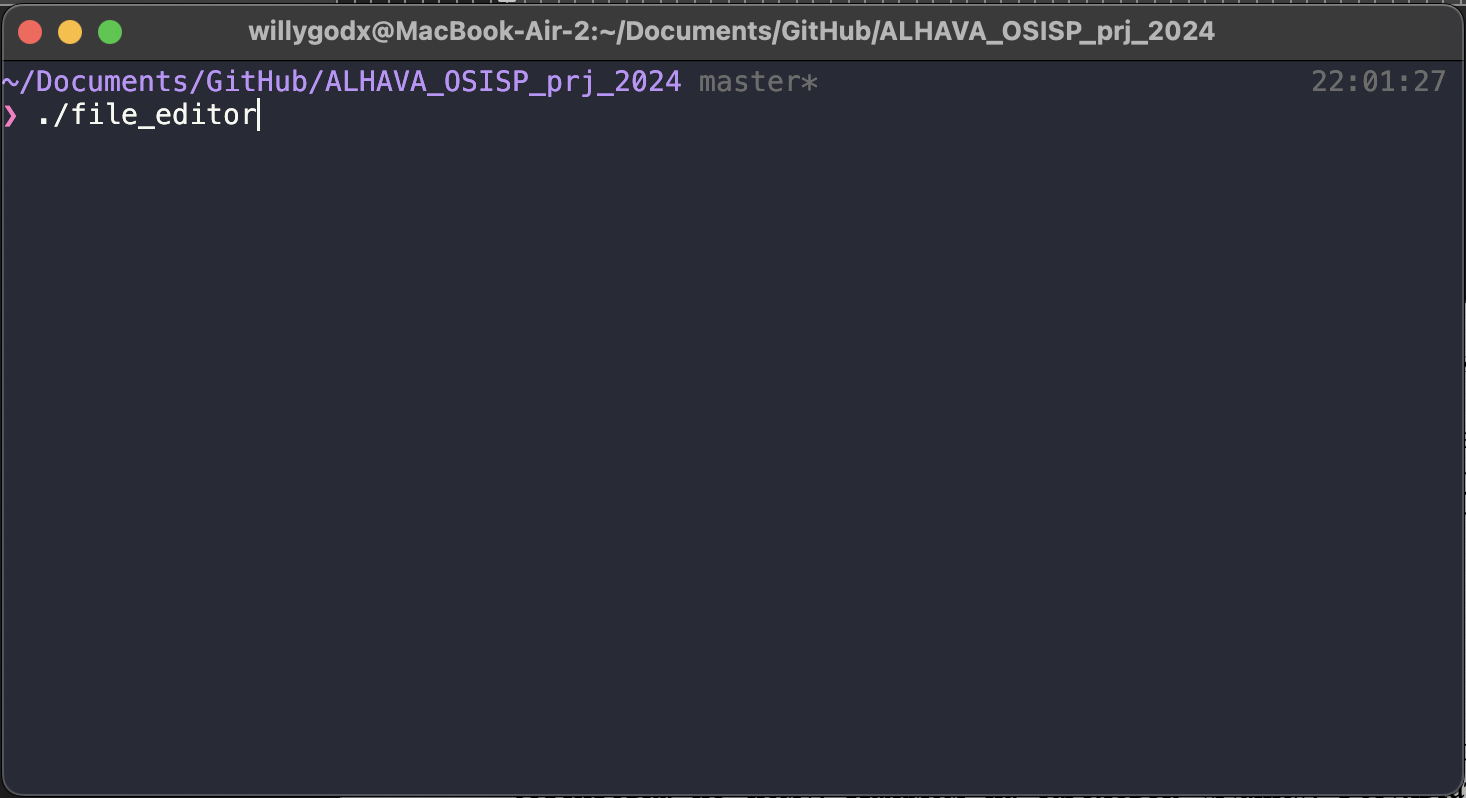 willygodx@MacBook-Air-2:~/Documents/GitHub/ALHAVA_OSISP_prj_2024
~/Documents/GitHub/ALHAVA_OSISP_prj_2024 master* 22:01:27
❯ ./file_editor